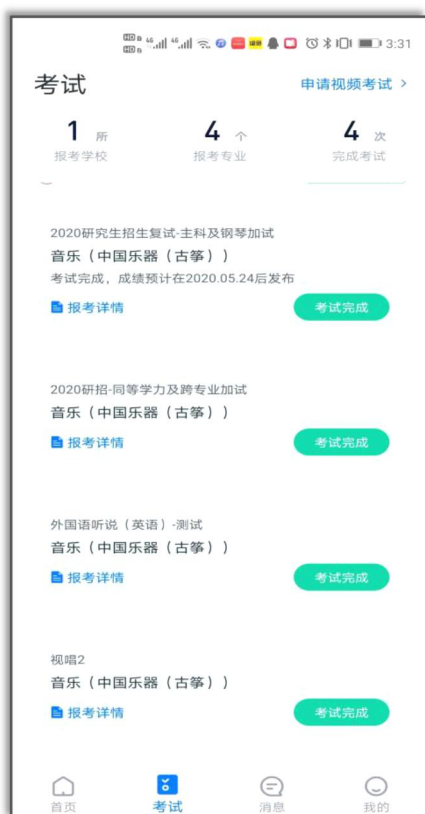 3:31
考试
申请视频考试 >
1 所
4 个
4 次
报考学校
报考专业
完成考试
2020研究生招生复试-主科及钢琴加试
音乐（中国乐器（古筝））
考试完成，成绩预计在2020.05.24后发布
报考详情
考试完成
2020研招-同等学力及跨专业加试
音乐（中国乐器（古筝））
报考详情
考试完成
外国语听说（英语）-测试
音乐（中国乐器（古筝））
报考详情
考试完成
视唱2
音乐（中国乐器（古筝））
报考详情
考试完成
首页
考试
消息
我的